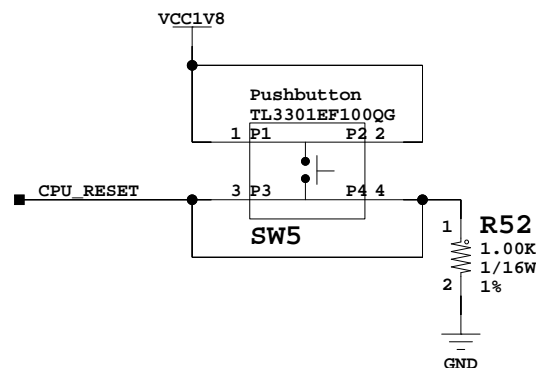 VCC1V8
Pushbutton
TL3301EF100QG
1 P1 P2 2
CPU_RESET 3 P3 P4 4
SW5
1 R52
1.00K
1/16W
2 1%
GND